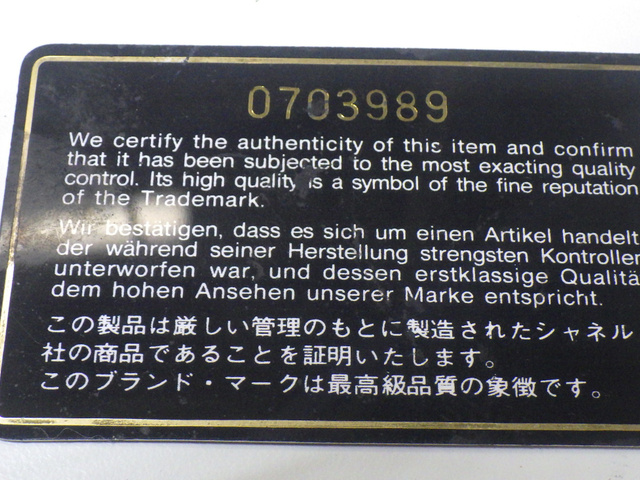 0703989
We certify the authenticity of this item and confirm
that it has been subjected to the most exacting quality
control. Its high quality is a symbol of the fine reputation
of the Trademark.
Wir bestätigen, dass es sich um einen Artikel handelt
der während seiner Herstellung strengsten Kontroller
unterworfen war, und dessen erstklassige Qualitä
dem hohen Ansehen unserer Marke entspricht.
この製品は厳しい管理のもとに製造されたシャネル
社の商品であることを証明いたします。
このブランド・マークは最高級品質の象徴です。